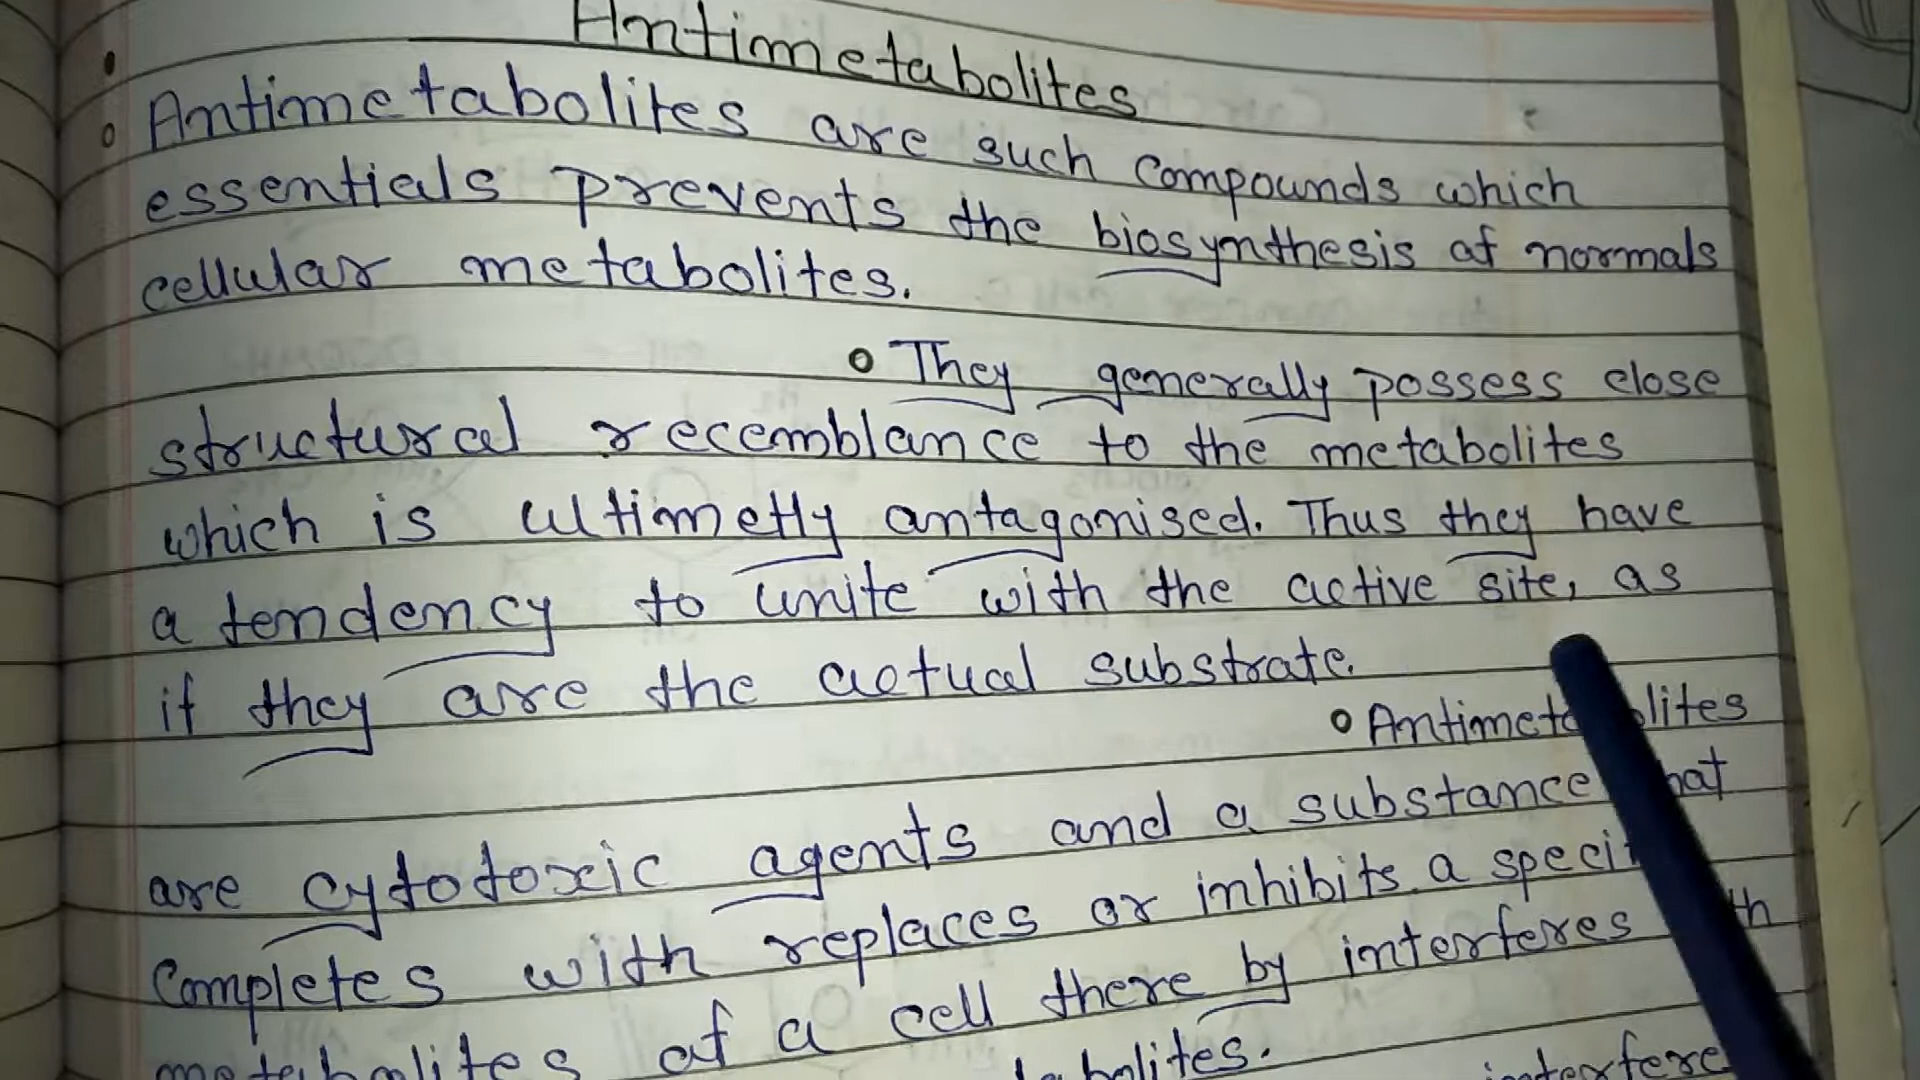 Antimetabolites
Antimetabolites are such compounds which
essentials prevents the biosynthesis of normals
cellular metabolites.
They generally possess close
structural recemblance to the metabolites
which is ultimetly antagonised. Thus they have
a tendency to unite with the active site, as
if they are the actual substrate.
Antimetabolites
are cytotoxic agents and a substance
Completes with replaces or inhibits a
metabolites of a cell there by interferes
interfere